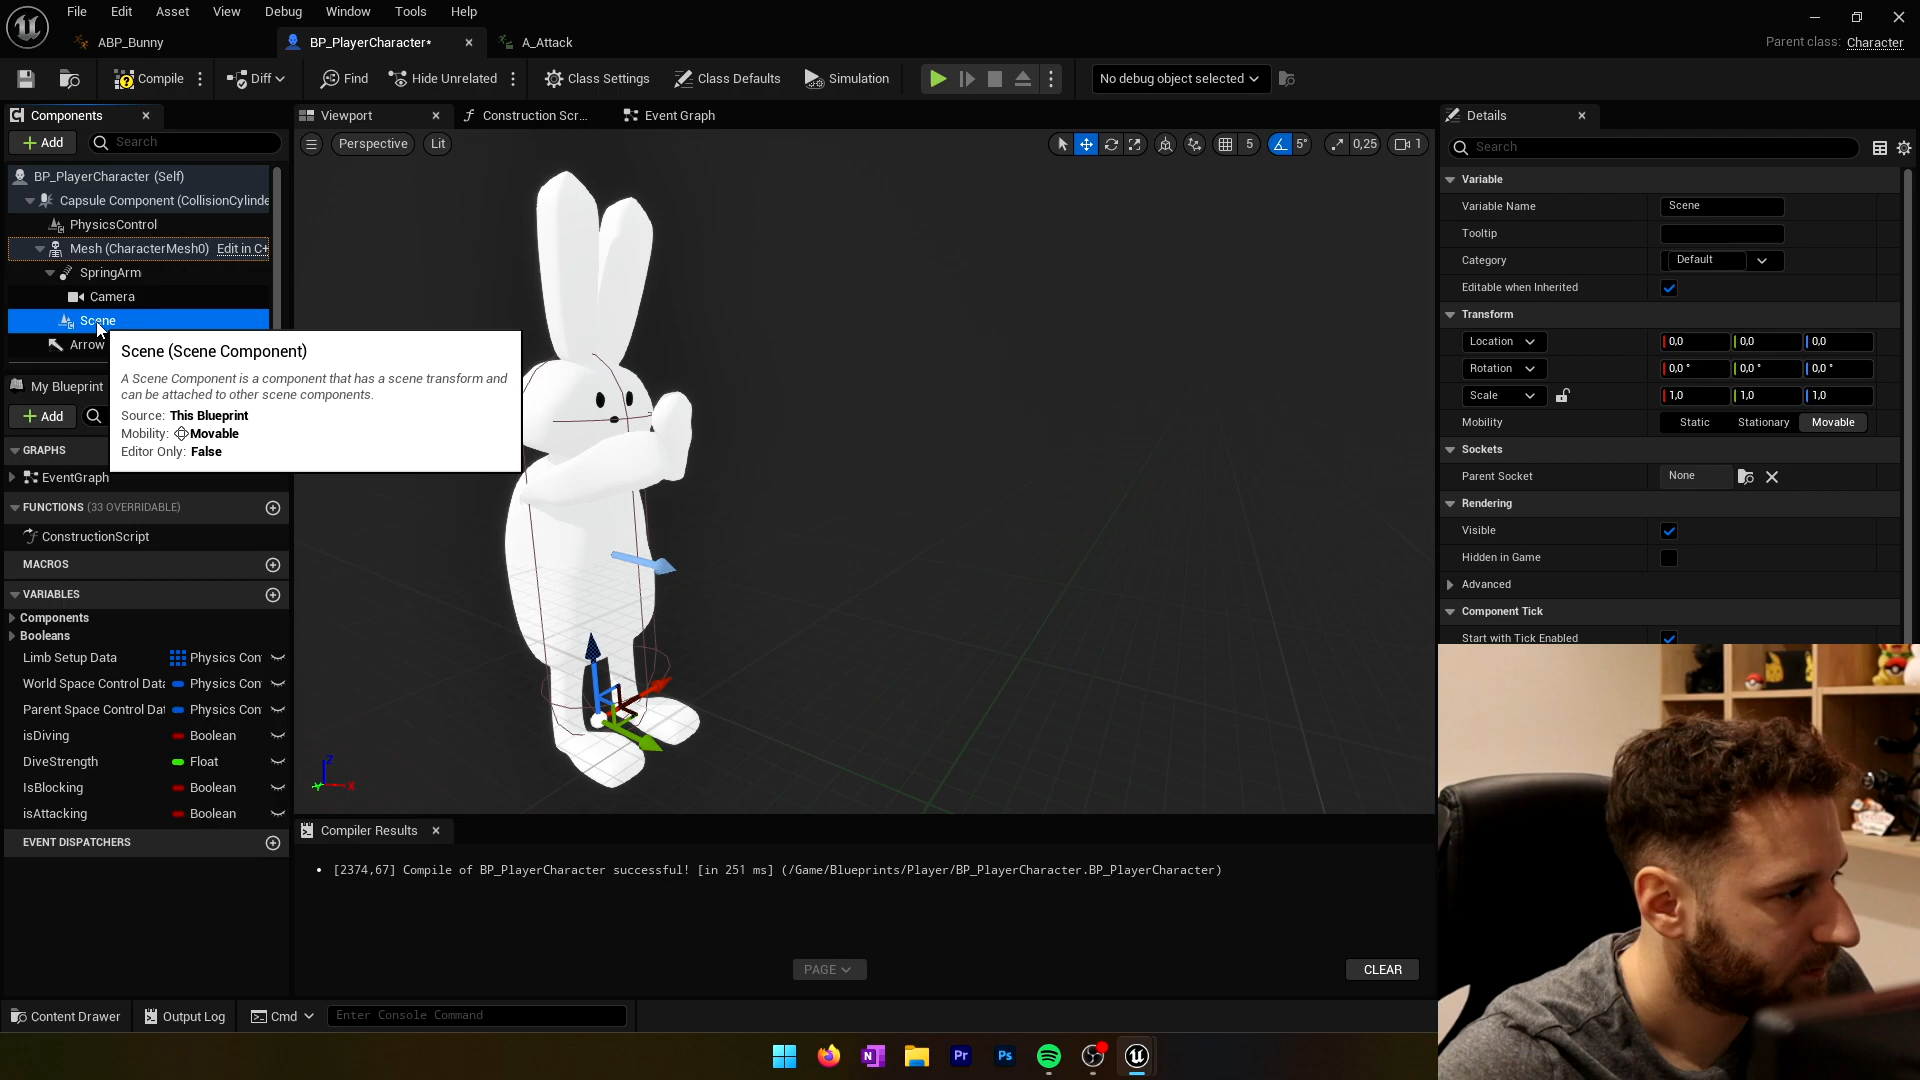 File Edit Asset View Debug Window Tools Help
ABP_Bunny
BP_PlayerCharacter*
A_Attack
Parent class: Character
Compile
Diff
Find
Hide Unrelated
Class Settings
Class Defaults
Simulation
No debug object selected
Components
Add
Search
BP_PlayerCharacter (Self)
Capsule Component (CollisionCylinde
PhysicsControl
Mesh (CharacterMesh0) Edit in C+
SpringArm
Camera
Scene
Arrow
Scene (Scene Component)
A Scene Component is a component that has a scene transform and
can be attached to other scene components.
Source: This Blueprint
Mobility: Movable
Editor Only: False
My Blueprint
Add
GRAPHS
EventGraph
FUNCTIONS (33 OVERRIDABLE)
ConstructionScript
MACROS
VARIABLES
Components
Booleans
Limb Setup Data Physics Con
World Space Control Data Physics Con
Parent Space Control Dat Physics Con
isDiving Boolean
DiveStrength Float
IsBlocking Boolean
isAttacking Boolean
EVENT DISPATCHERS
Viewport
Construction Scr...
Event Graph
Perspective
Lit
5
5°
0,25
1
Z
X
Y
Compiler Results
[2374,67] Compile of BP_PlayerCharacter successful! [in 251 ms] (/Game/Blueprints/Player/BP_PlayerCharacter.BP_PlayerCharacter)
PAGE
CLEAR
Details
Search
Variable
Variable Name Scene
Tooltip
Category Default
Editable when Inherited
Transform
Location 0,0 0,0 0,0
Rotation 0,0 ° 0,0 ° 0,0 °
Scale 1,0 1,0 1,0
Mobility Static Stationary Movable
Sockets
Parent Socket None
Rendering
Visible
Hidden in Game
Advanced
Component Tick
Start with Tick Enabled
Content Drawer
Output Log
Cmd
Enter Console Command
N
Pr
Ps